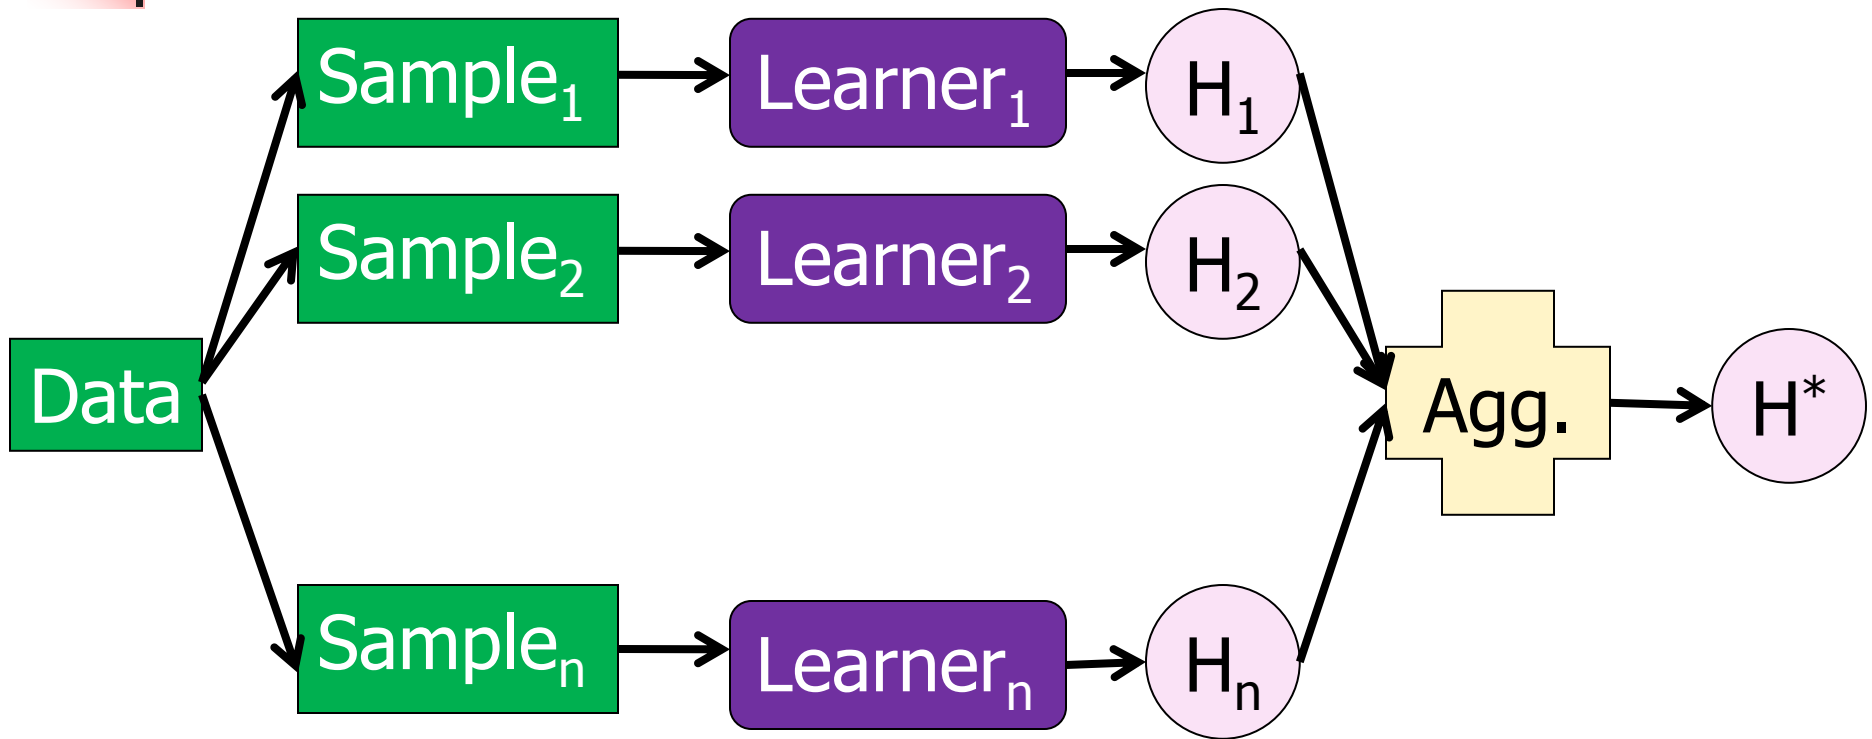 Sample₁ Learner₁ H₁
Sample₂ Learner₂ H₂
Data Agg. H*
Sampleₙ Learnerₙ Hₙ